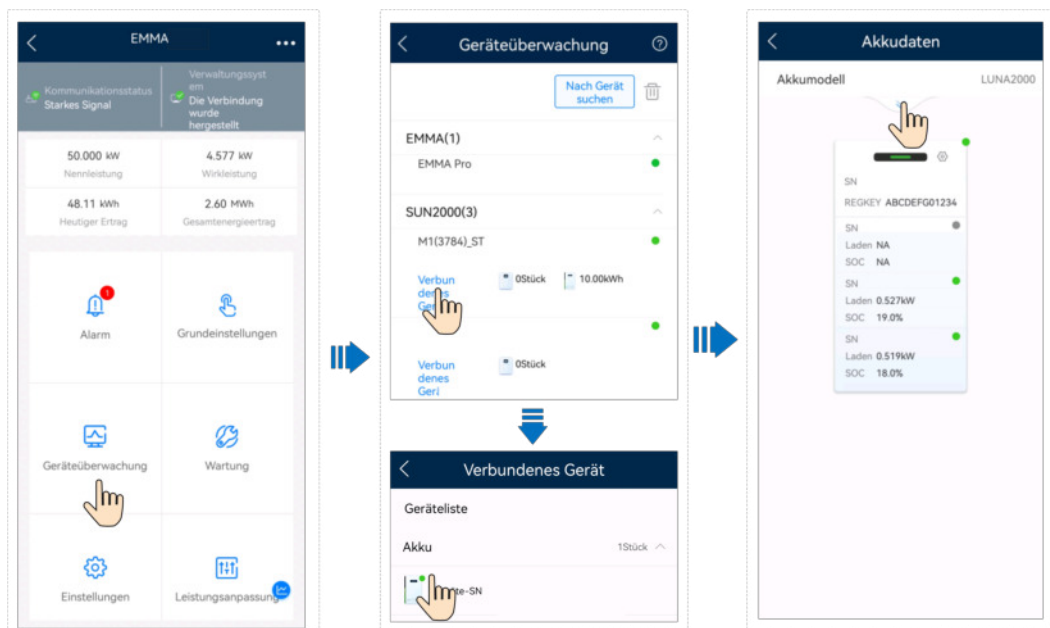 EMMA
Kommunikationsstatus
Starkes Signal
Verwaltungssyst
em
Die Verbindung
wurde
hergestellt
50.000 kW
Nennleistung
4.577 kW
Wirkleistung
48.11 kWh
Heutiger Ertrag
2.60 MWh
Gesamtenergieertrag
1
Alarm
Grundeinstellungen
Geräteüberwachung
Wartung
Einstellungen
Leistungsanpassung
Geräteüberwachung
Nach Gerät
suchen
EMMA(1)
EMMA Pro
SUN2000(3)
M1(3784)_ST
Verbun
0Stück
10.00kWh
Verbun
denes
Geri
0Stück
Verbundenes Gerät
Geräteliste
Akku
1Stück
Akkudaten
Akkumodell
LUNA2000
SN
REGKEY ABCDEFG01234
SN
Laden NA
SOC NA
SN
Laden 0.527kW
SOC 19.0%
SN
Laden 0.519kW
SOC 18.0%